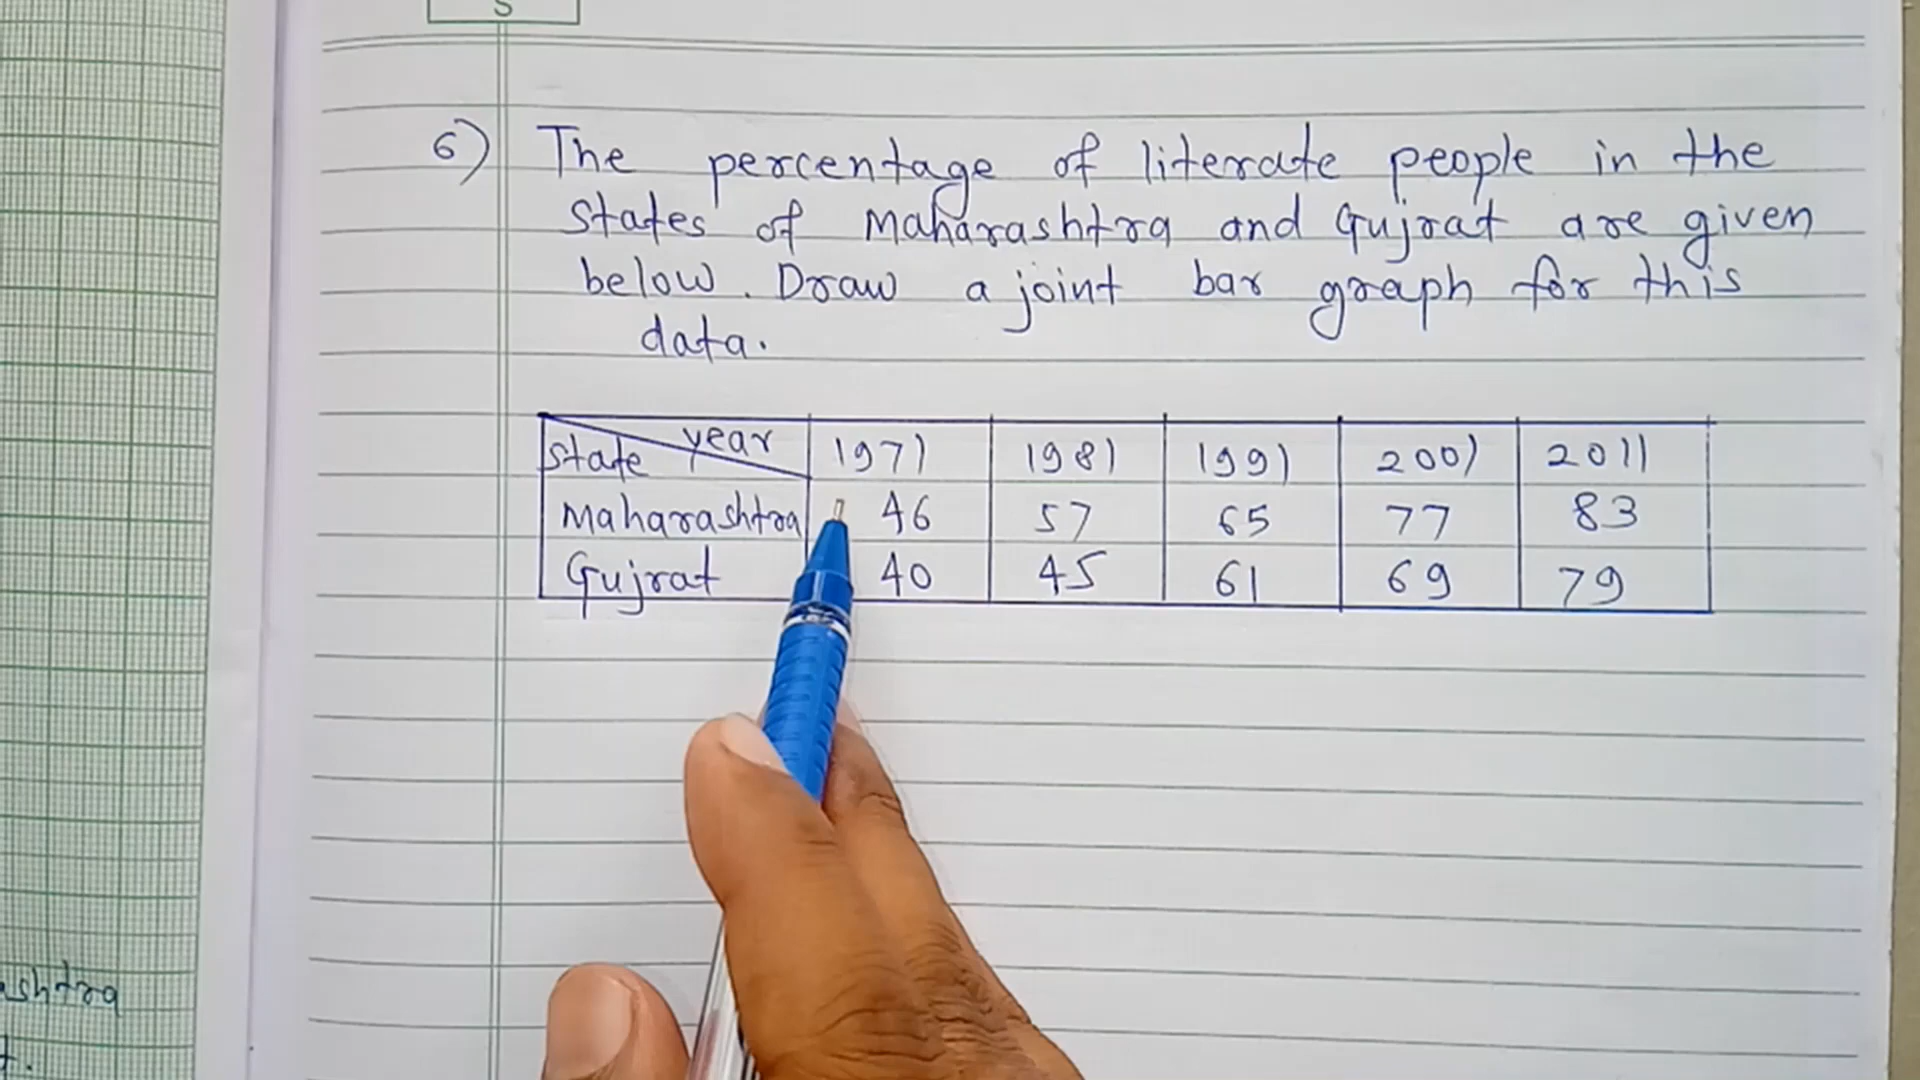 S
6) The percentage of literate people in the
states of Maharashtra and Gujrat are given
below. Draw a joint bar graph for this
data.
state year 1971 1981 1991 2001 2011
Maharashtra 46 57 65 77 83
Gujrat 40 45 61 69 79